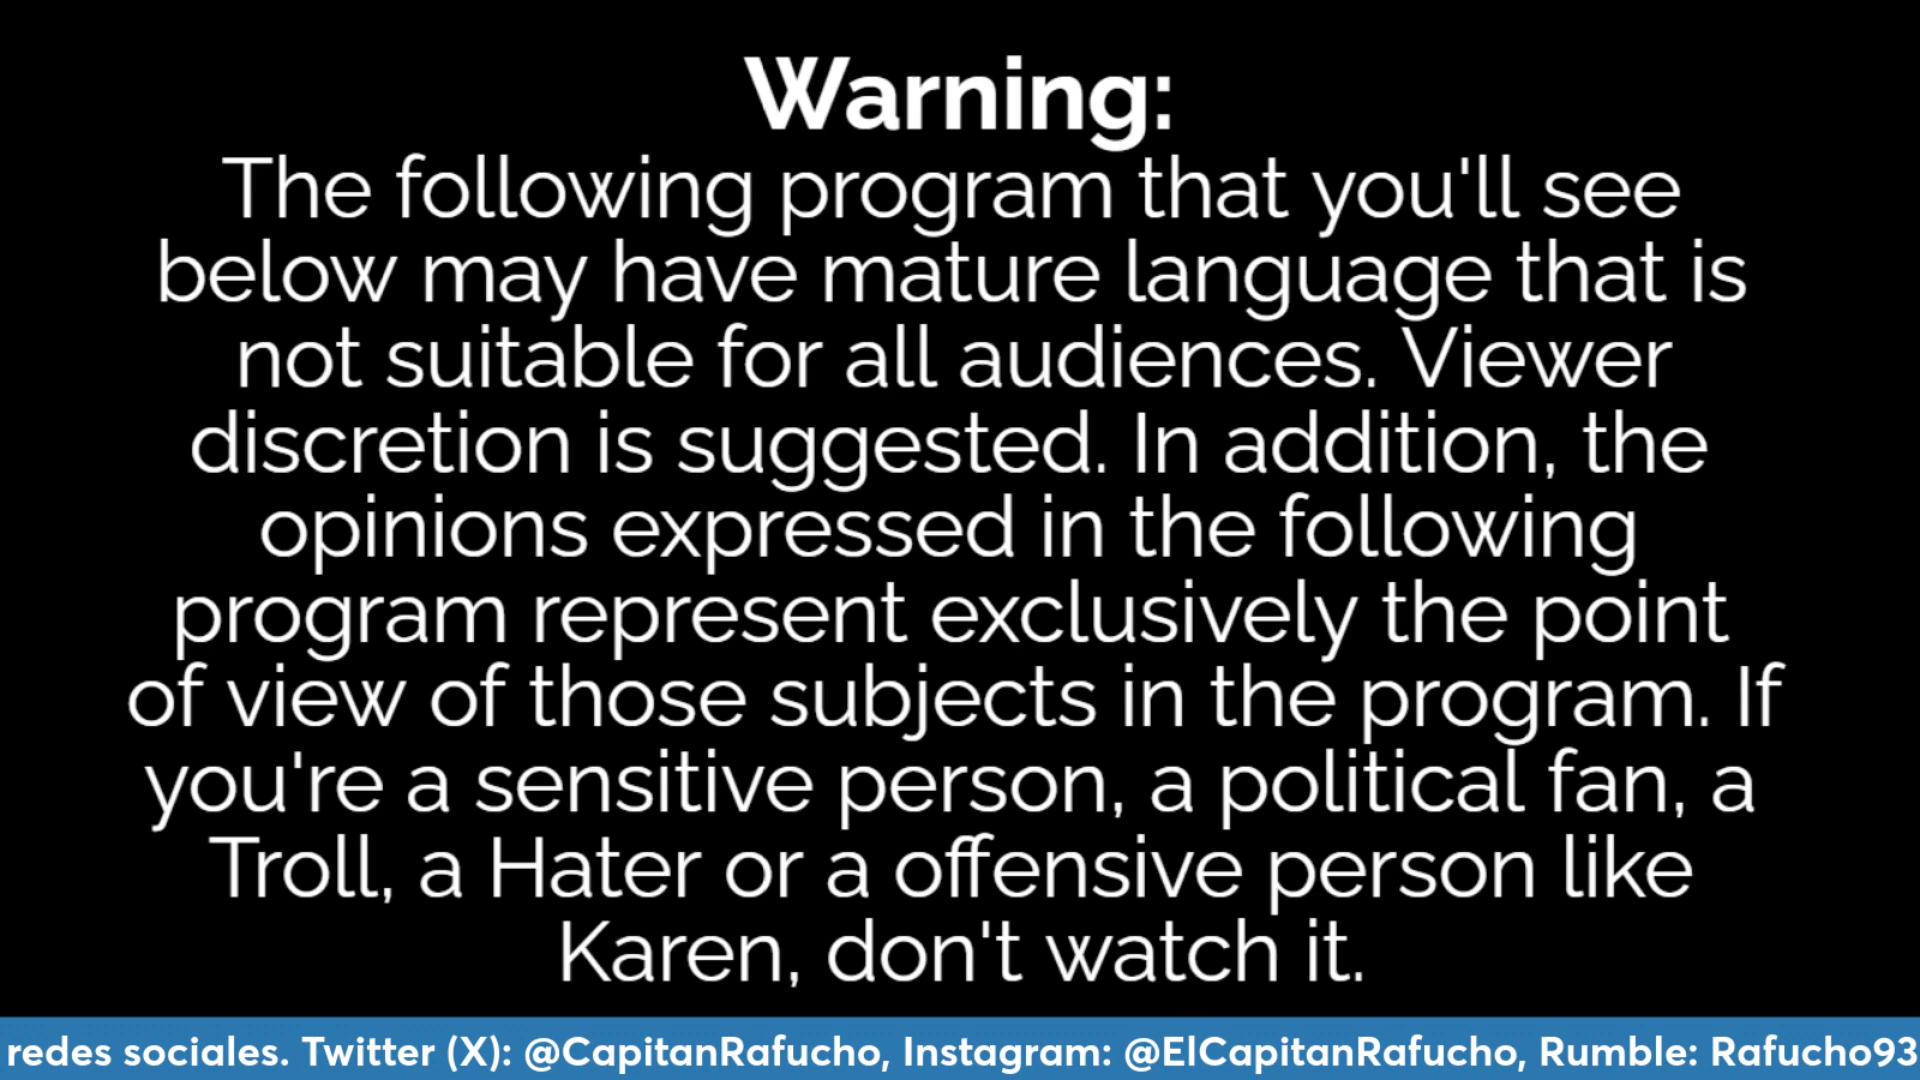 Warning:
The following program that you'll see
below may have mature language that is
not suitable for all audiences. Viewer
discretion is suggested. In addition, the
opinions expressed in the following
program represent exclusively the point
of view of those subjects in the program. If
you're a sensitive person, a political fan, a
Troll, a Hater or a offensive person like
Karen, don't watch it.
redes sociales. Twitter (X): @CapitanRafucho, Instagram: @ElCapitanRafucho, Rumble: Rafucho93